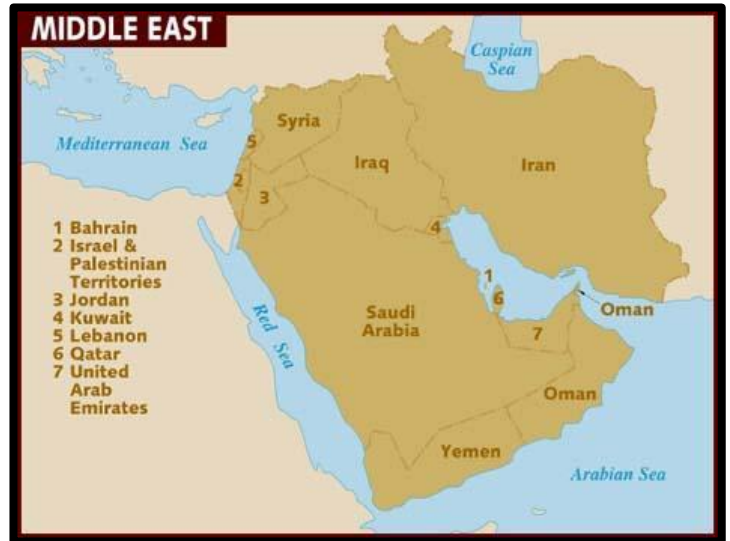 MIDDLE EAST
Caspian
Sea
Syria
Mediterranean Sea
5
Iraq
Iran
2
3
1 Bahrain
2 Israel &
Palestinian
Territories
3 Jordan
4 Kuwait
5 Lebanon
6 Qatar
7 United
Arab
Emirates
4
1
6
Saudi
Arabia
Oman
Red Sea
7
Oman
Yemen
Arabian Sea